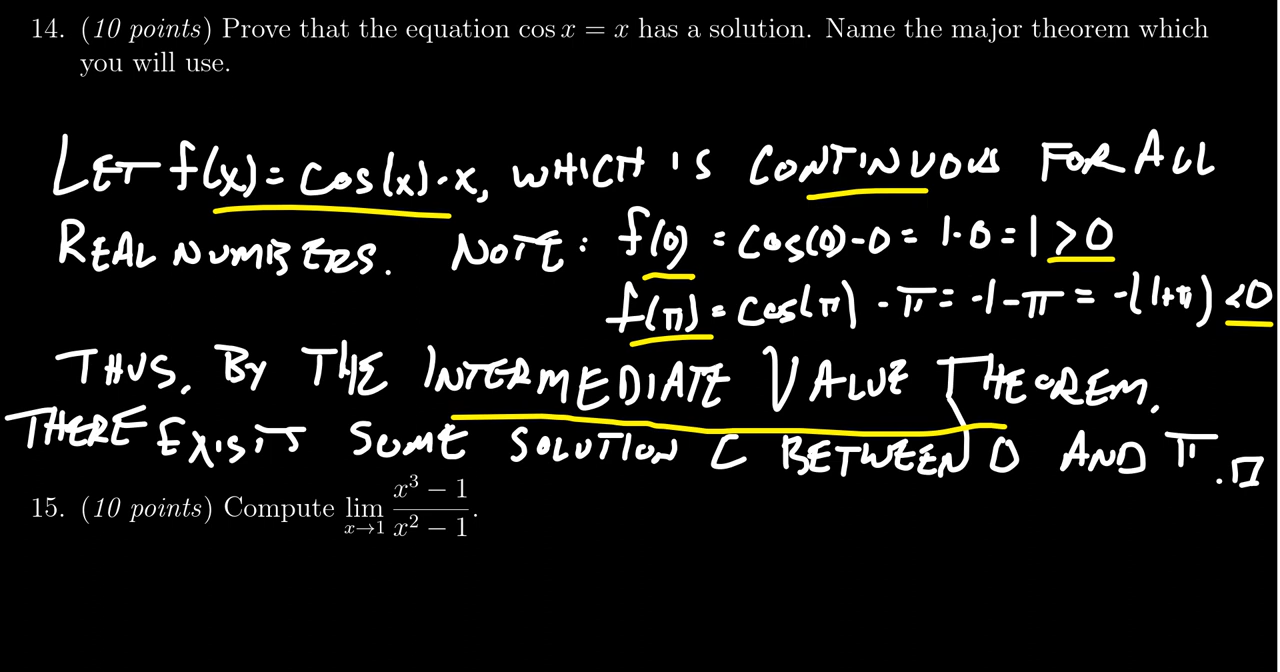 14. (10 points) Prove that the equation cos x = x has a solution. Name the major theorem which
you will use.
LET f(x) = cos(x) - x, WHICH IS CONTINUOUS FOR ALL
REAL NUMBERS. NOTE: f(0) = cos(0) - 0 = 1 - 0 = 1 > 0
f(π) = cos(π) - π = -1 - π = -(1+π) < 0
THUS, BY THE INTERMEDIATE VALUE THEOREM,
THERE EXISTS SOME SOLUTION C BETWEEN 0 AND π. □
15. (10 points) Compute lim x→1 (x³ − 1)/(x² − 1).